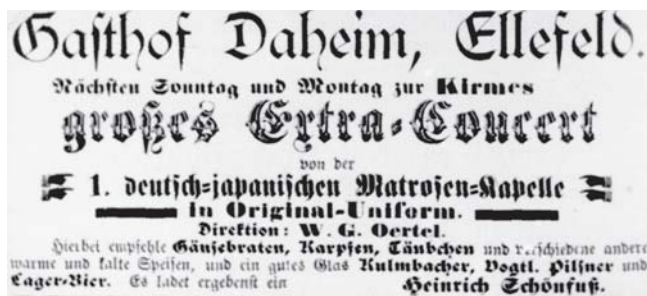 Gasthof Daheim, Ellefeld.
Nächsten Sonntag und Montag zur Kirmes
großes Extra-Concert
von der
1. deutsch-japanischen Matrosen-Kapelle
in Original-Uniform.
Direktion: W. G. Oertel.
Hierbei empfehle Gänsebraten, Karpfen, Täubchen und verschiedene andere
warme und kalte Speisen, und ein gutes Glas Kulmbacher, Vogtl. Pilsner und
Lager-Bier. Es ladet ergebenst ein Heinrich Schönfuß.